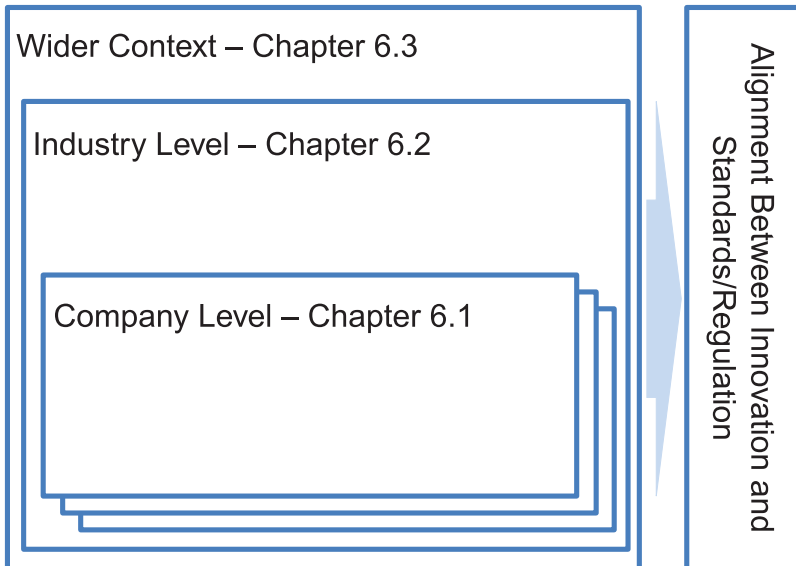 Wider Context – Chapter 6.3
Industry Level – Chapter 6.2
Company Level – Chapter 6.1
Alignment Between Innovation and
Standards/Regulation